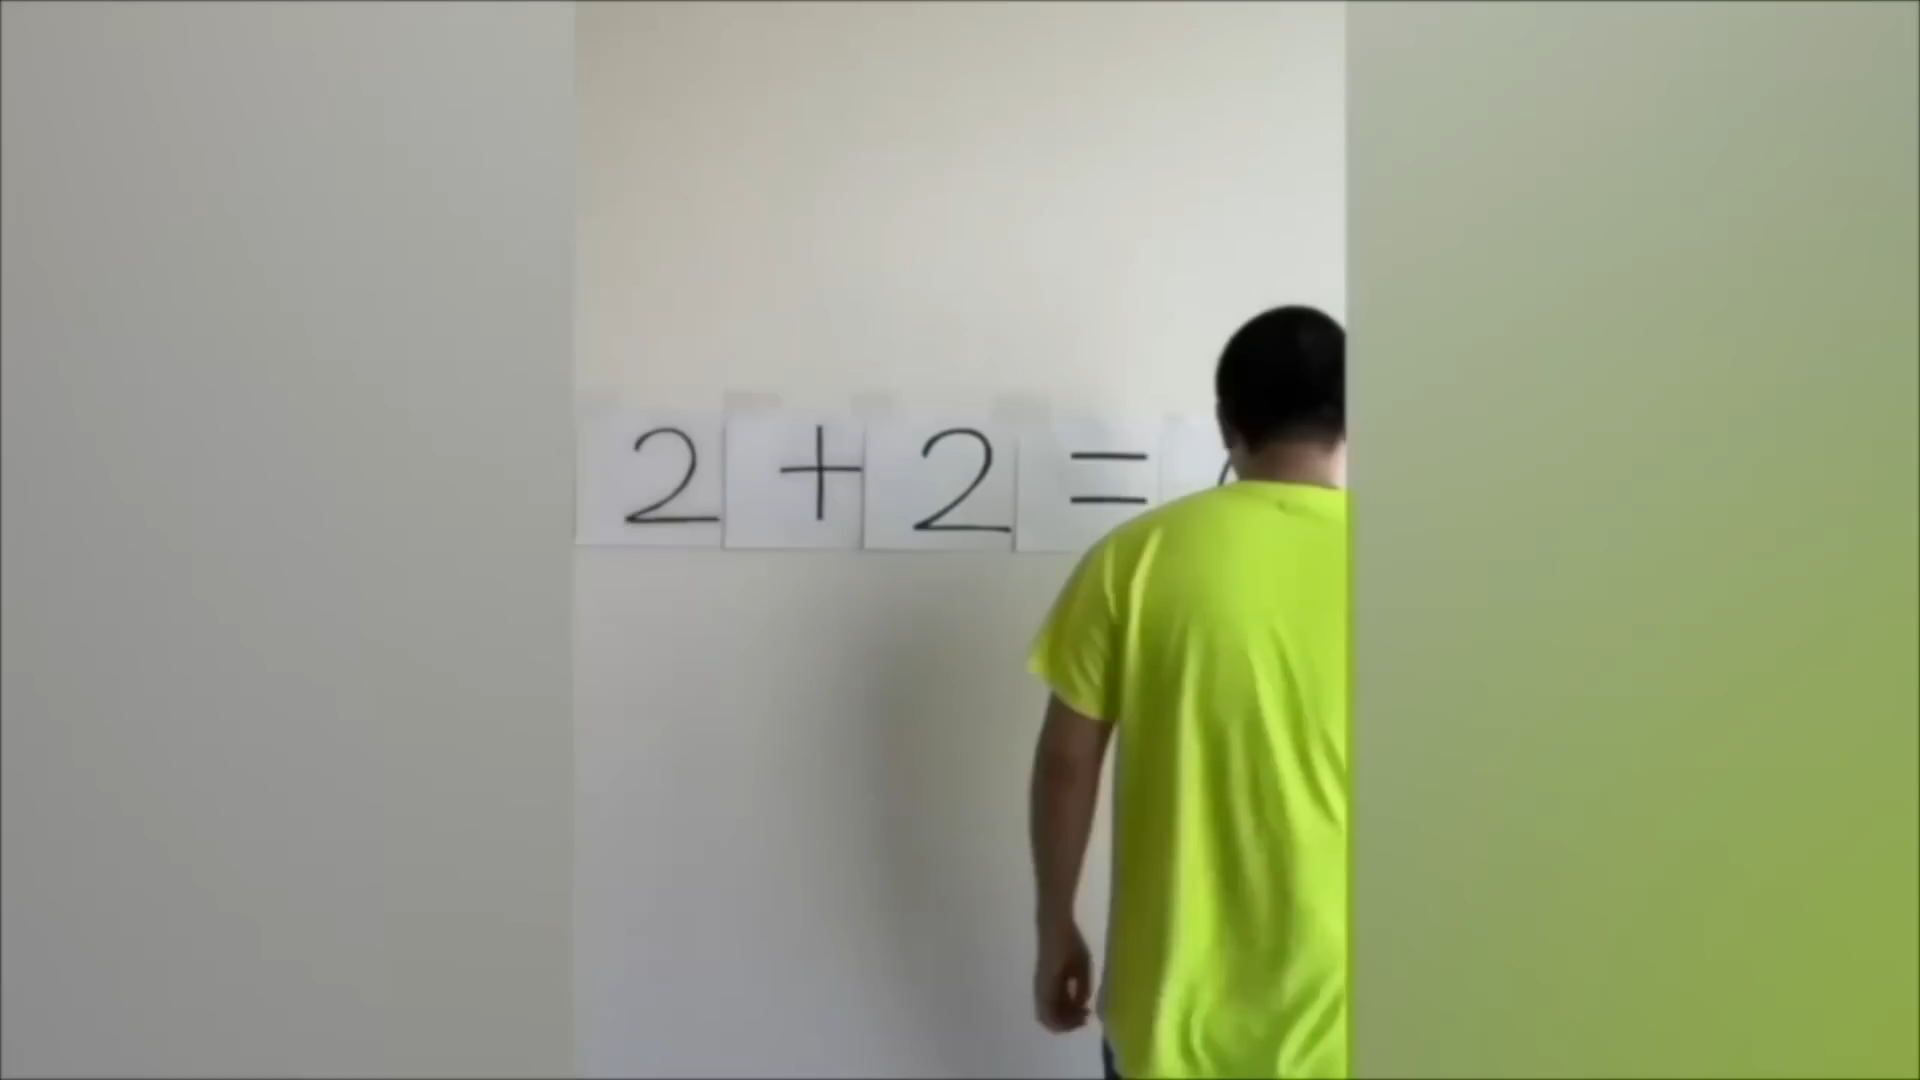 2 + 2 =